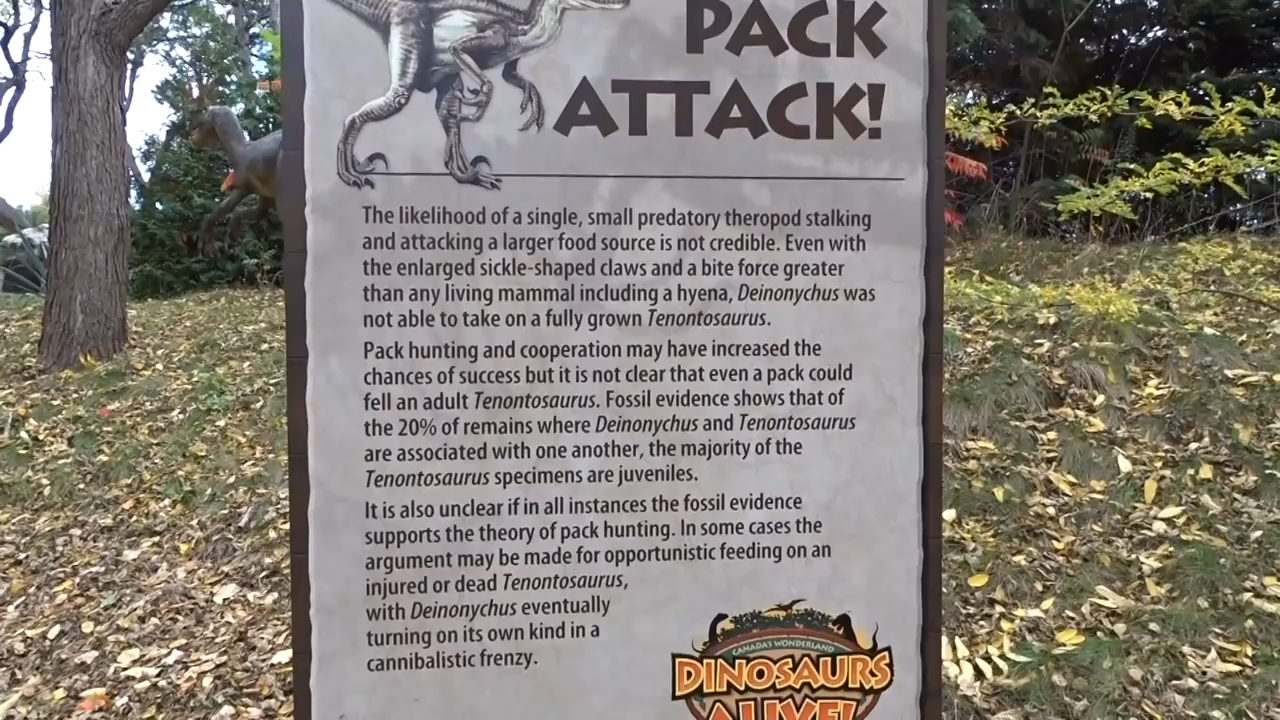 PACK
ATTACK!
The likelihood of a single, small predatory theropod stalking
and attacking a larger food source is not credible. Even with
the enlarged sickle-shaped claws and a bite force greater
than any living mammal including a hyena, Deinonychus was
not able to take on a fully grown Tenontosaurus.
Pack hunting and cooperation may have increased the
chances of success but it is not clear that even a pack could
fell an adult Tenontosaurus. Fossil evidence shows that of
the 20% of remains where Deinonychus and Tenontosaurus
are associated with one another, the majority of the
Tenontosaurus specimens are juveniles.
It is also unclear if in all instances the fossil evidence
supports the theory of pack hunting. In some cases the
argument may be made for opportunistic feeding on an
injured or dead Tenontosaurus,
with Deinonychus eventually
turning on its own kind in a
cannibalistic frenzy.
CANADA'S WONDERLAND
DINOSAURS
ALIVE!